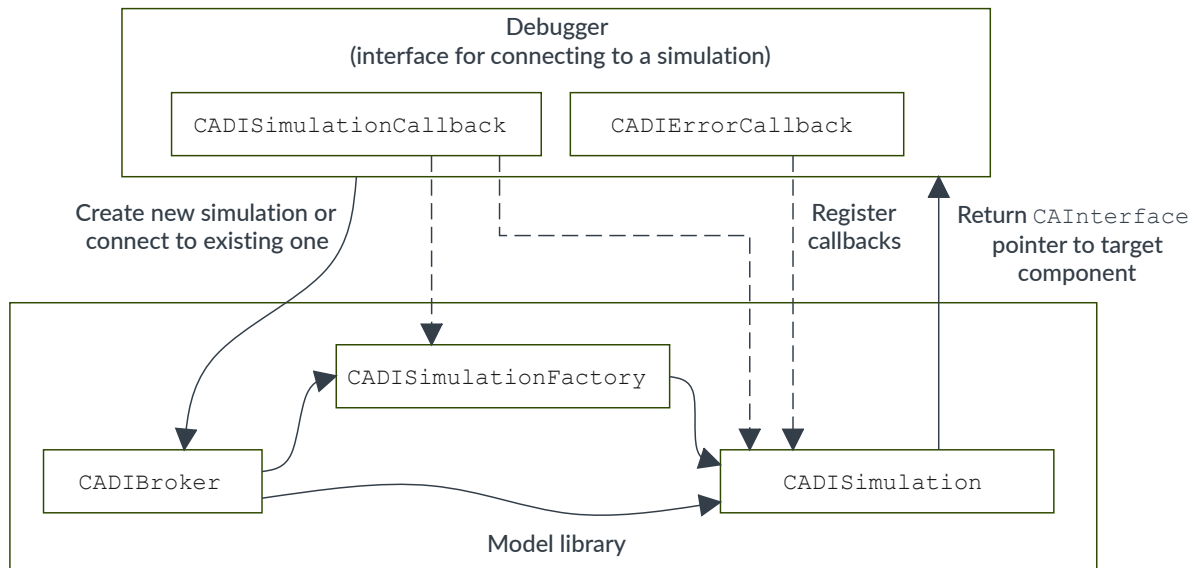 Debugger
(interface for connecting to a simulation)
CADISimulationCallback
CADIErrorCallback
Create new simulation or
connect to existing one
Register
callbacks
Return CAInterface
pointer to target
component
CADISimulationFactory
CADIBroker
CADISimulation
Model library